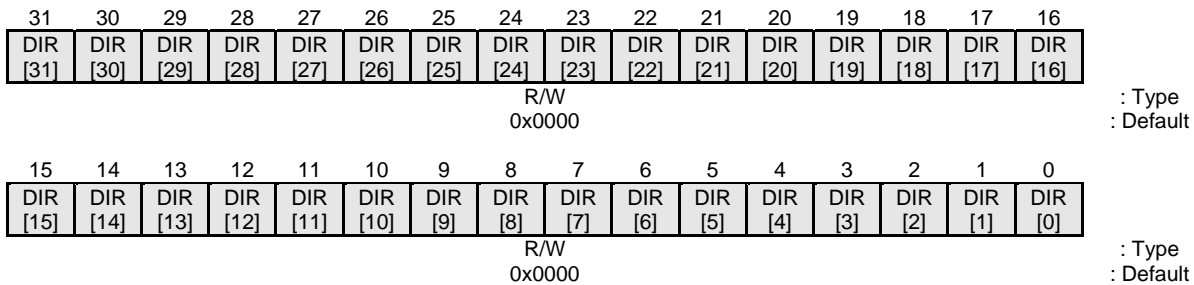 31 30 29 28 27 26 25 24 23 22 21 20 19 18 17 16
DIR DIR DIR DIR DIR DIR DIR DIR DIR DIR DIR DIR DIR DIR DIR DIR
[31] [30] [29] [28] [27] [26] [25] [24] [23] [22] [21] [20] [19] [18] [17] [16]
R/W : Type
0x0000 : Default
15 14 13 12 11 10 9 8 7 6 5 4 3 2 1 0
DIR DIR DIR DIR DIR DIR DIR DIR DIR DIR DIR DIR DIR DIR DIR DIR
[15] [14] [13] [12] [11] [10] [9] [8] [7] [6] [5] [4] [3] [2] [1] [0]
R/W : Type
0x0000 : Default